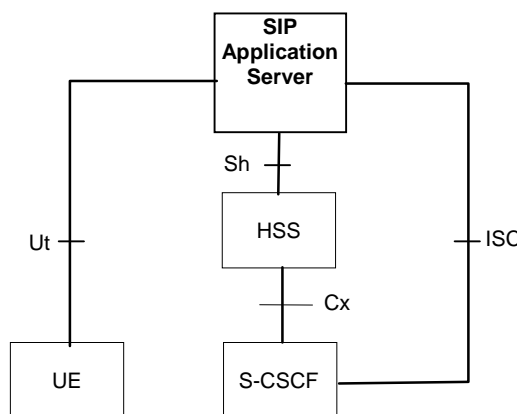 SIP
Application
Server
Sh
HSS
Ut
ISC
Cx
UE
S-CSCF